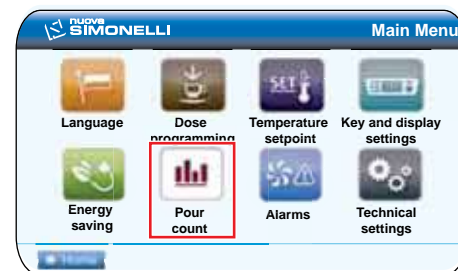 nuova
SIMONELLI
Main Menu
Language
Dose programming
Temperature setpoint
Key and display settings
SET
Energy saving
Pour count
Alarms
Technical settings
Home